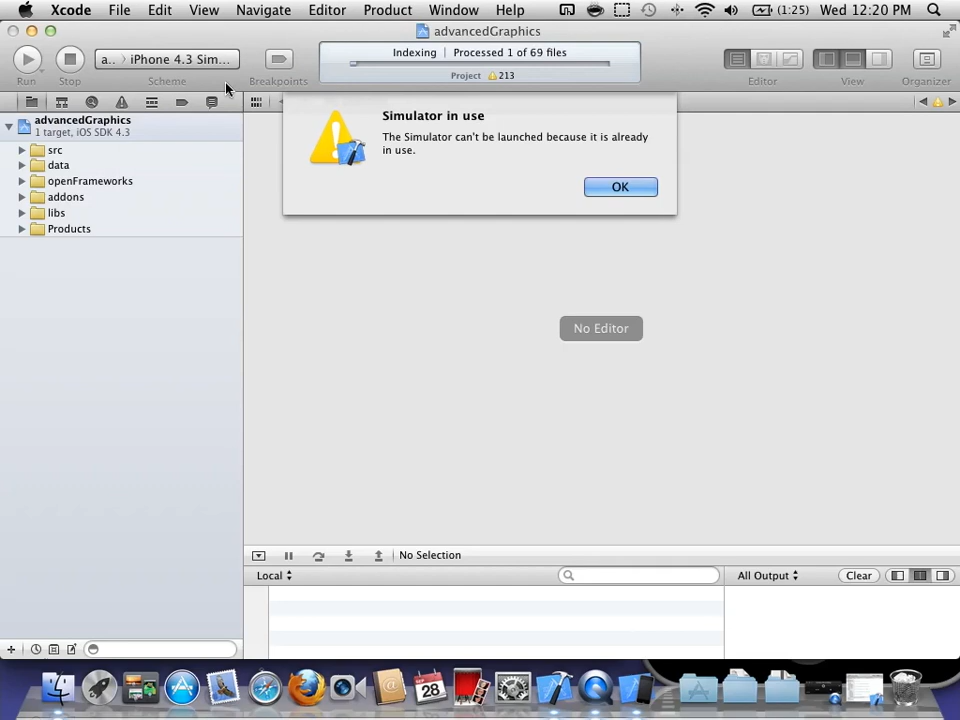 Xcode File Edit View Navigate Editor Product Window Help (1:25) Wed 12:20 PM
advancedGraphics
a.. › iPhone 4.3 Sim...
Indexing | Processed 1 of 69 files
Project 213
Run Stop Scheme Breakpoints Editor View Organizer
advancedGraphics
1 target, iOS SDK 4.3
src
data
openFrameworks
addons
libs
Products
Simulator in use
The Simulator can't be launched because it is already
in use.
OK
No Editor
No Selection
Local
All Output
Clear
28